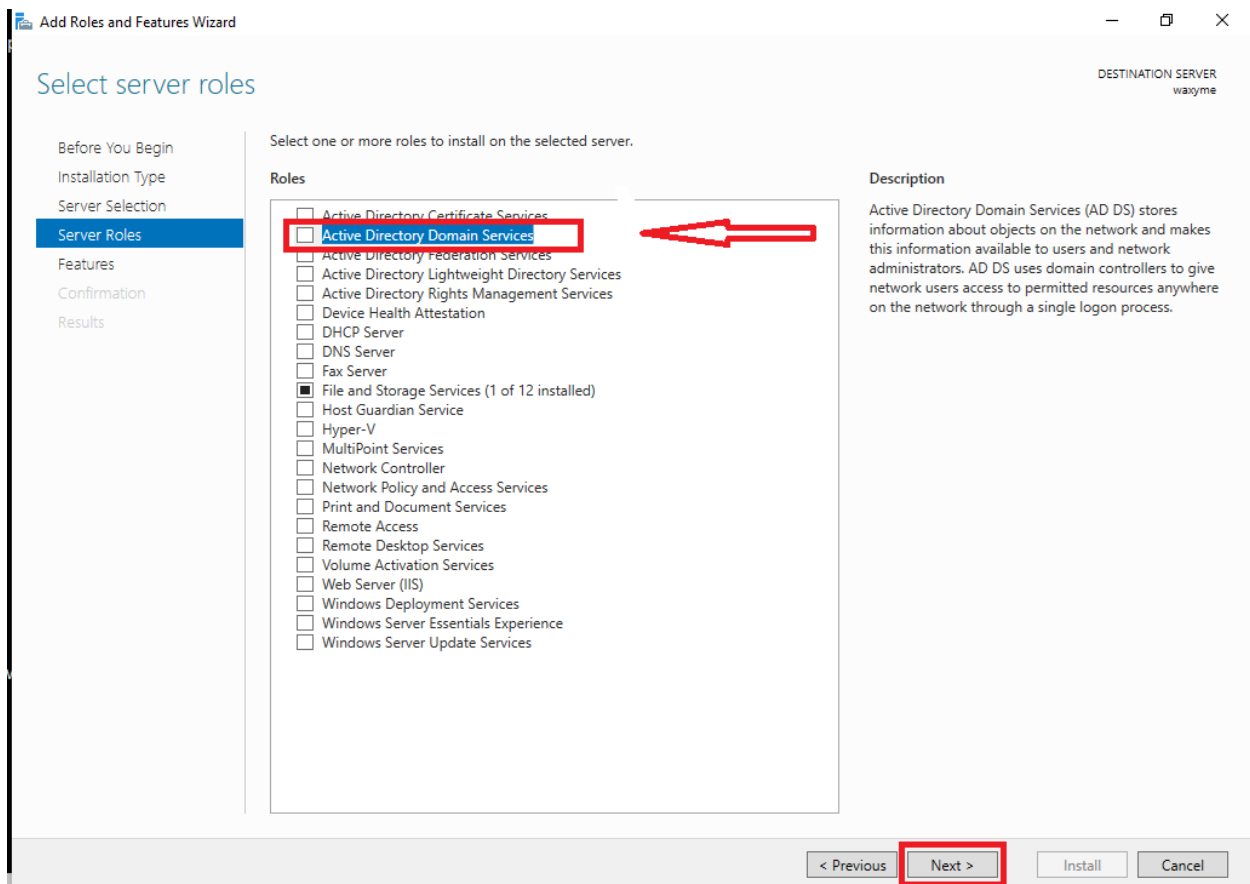 Add Roles and Features Wizard
Select server roles
DESTINATION SERVER
waxyme
Before You Begin
Installation Type
Server Selection
Server Roles
Features
Confirmation
Results
Select one or more roles to install on the selected server.
Roles
Active Directory Certificate Services
Active Directory Domain Services
Active Directory Federation Services
Active Directory Lightweight Directory Services
Active Directory Rights Management Services
Device Health Attestation
DHCP Server
DNS Server
Fax Server
File and Storage Services (1 of 12 installed)
Host Guardian Service
Hyper-V
MultiPoint Services
Network Controller
Network Policy and Access Services
Print and Document Services
Remote Access
Remote Desktop Services
Volume Activation Services
Web Server (IIS)
Windows Deployment Services
Windows Server Essentials Experience
Windows Server Update Services
Description
Active Directory Domain Services (AD DS) stores
information about objects on the network and makes
this information available to users and network
administrators. AD DS uses domain controllers to give
network users access to permitted resources anywhere
on the network through a single logon process.
< Previous
Next >
Install
Cancel